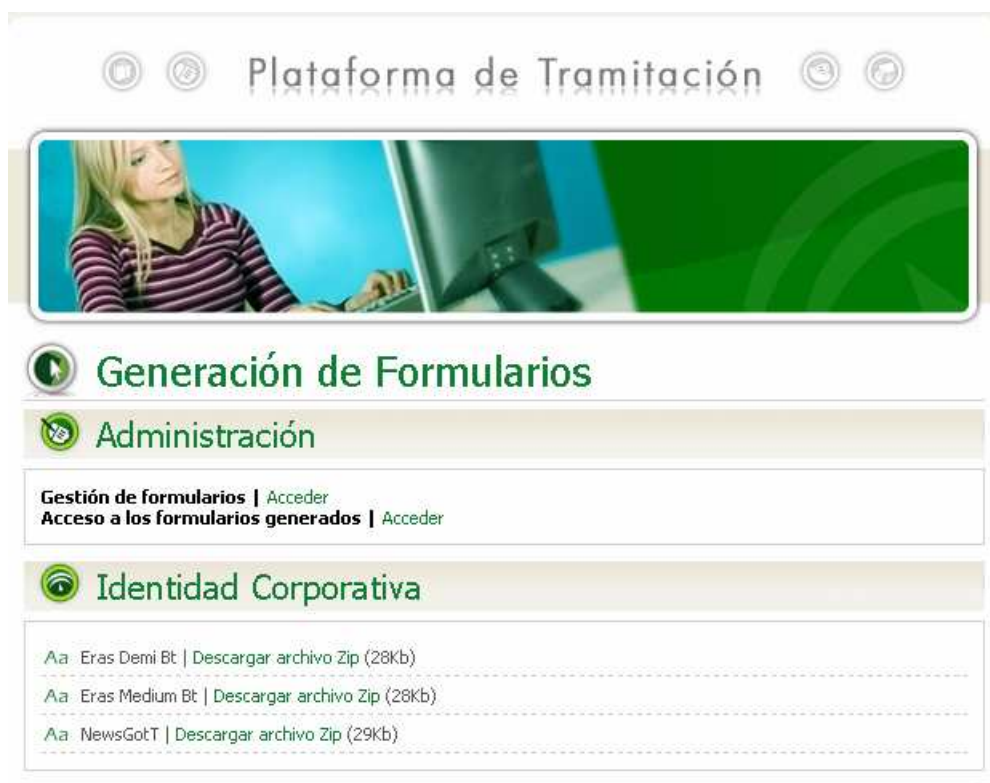 Plataforma de Tramitación
Generación de Formularios
Administración
Gestión de formularios | Acceder
Acceso a los formularios generados | Acceder
Identidad Corporativa
Aa Eras Demi Bt | Descargar archivo Zip (28Kb)
Aa Eras Medium Bt | Descargar archivo Zip (28Kb)
Aa NewsGotT | Descargar archivo Zip (29Kb)